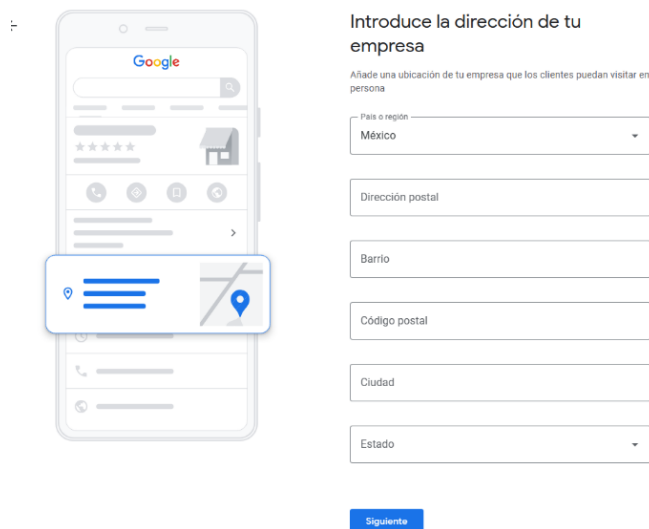 Google
Introduce la dirección de tu
empresa
Añade una ubicación de tu empresa que los clientes puedan visitar en
persona
País o región
México
Dirección postal
Barrio
Código postal
Ciudad
Estado
Siguiente